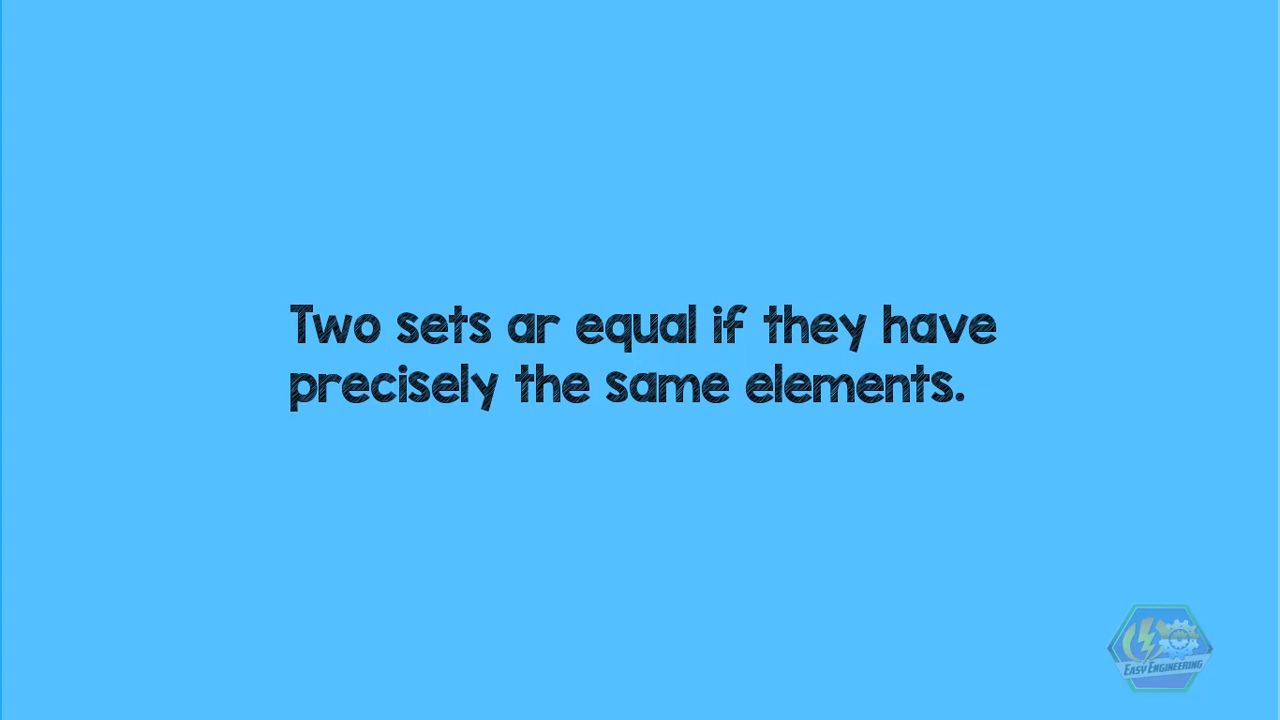 Two sets ar equal if they have
precisely the same elements.
EASY ENGINEERING